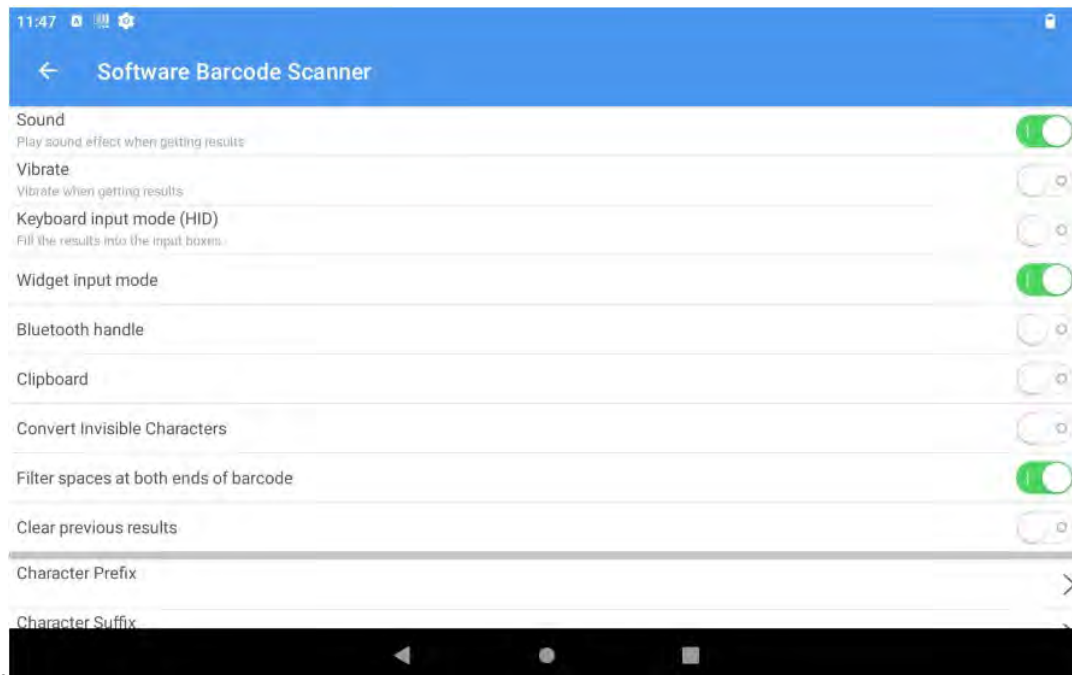 11:47
Software Barcode Scanner
Sound
Play sound effect when getting results
Vibrate
Vibrate when getting results
Keyboard input mode (HID)
Fill the results into the input boxes
Widget input mode
Bluetooth handle
Clipboard
Convert Invisible Characters
Filter spaces at both ends of barcode
Clear previous results
Character Prefix
Character Suffix